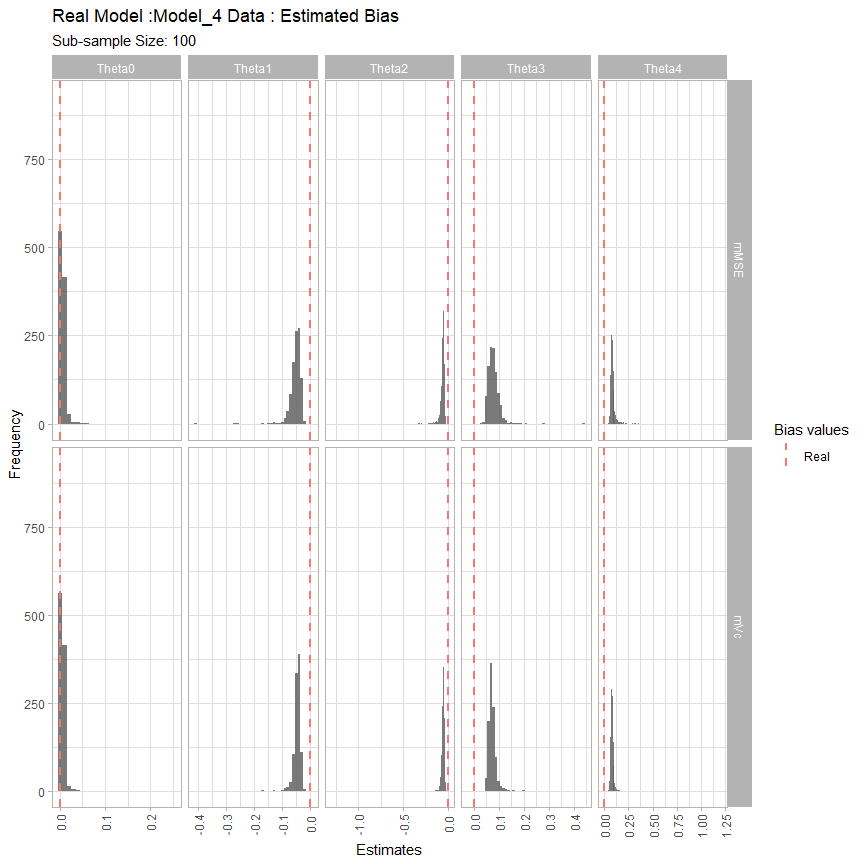 Real Model :Model_4 Data : Estimated Bias
Sub-sample Size: 100
Theta0 Theta1 Theta2 Theta3 Theta4
750
500
250
0
mMSE
750
500
250
0
mVc
Frequency
0.0 0.1 0.2 -0.4 -0.3 -0.2 -0.1 0.0 -1.0 -0.5 0.0 0.0 0.1 0.2 0.3 0.4 0.00 0.25 0.50 0.75 1.00 1.25
Estimates
Bias values
Real